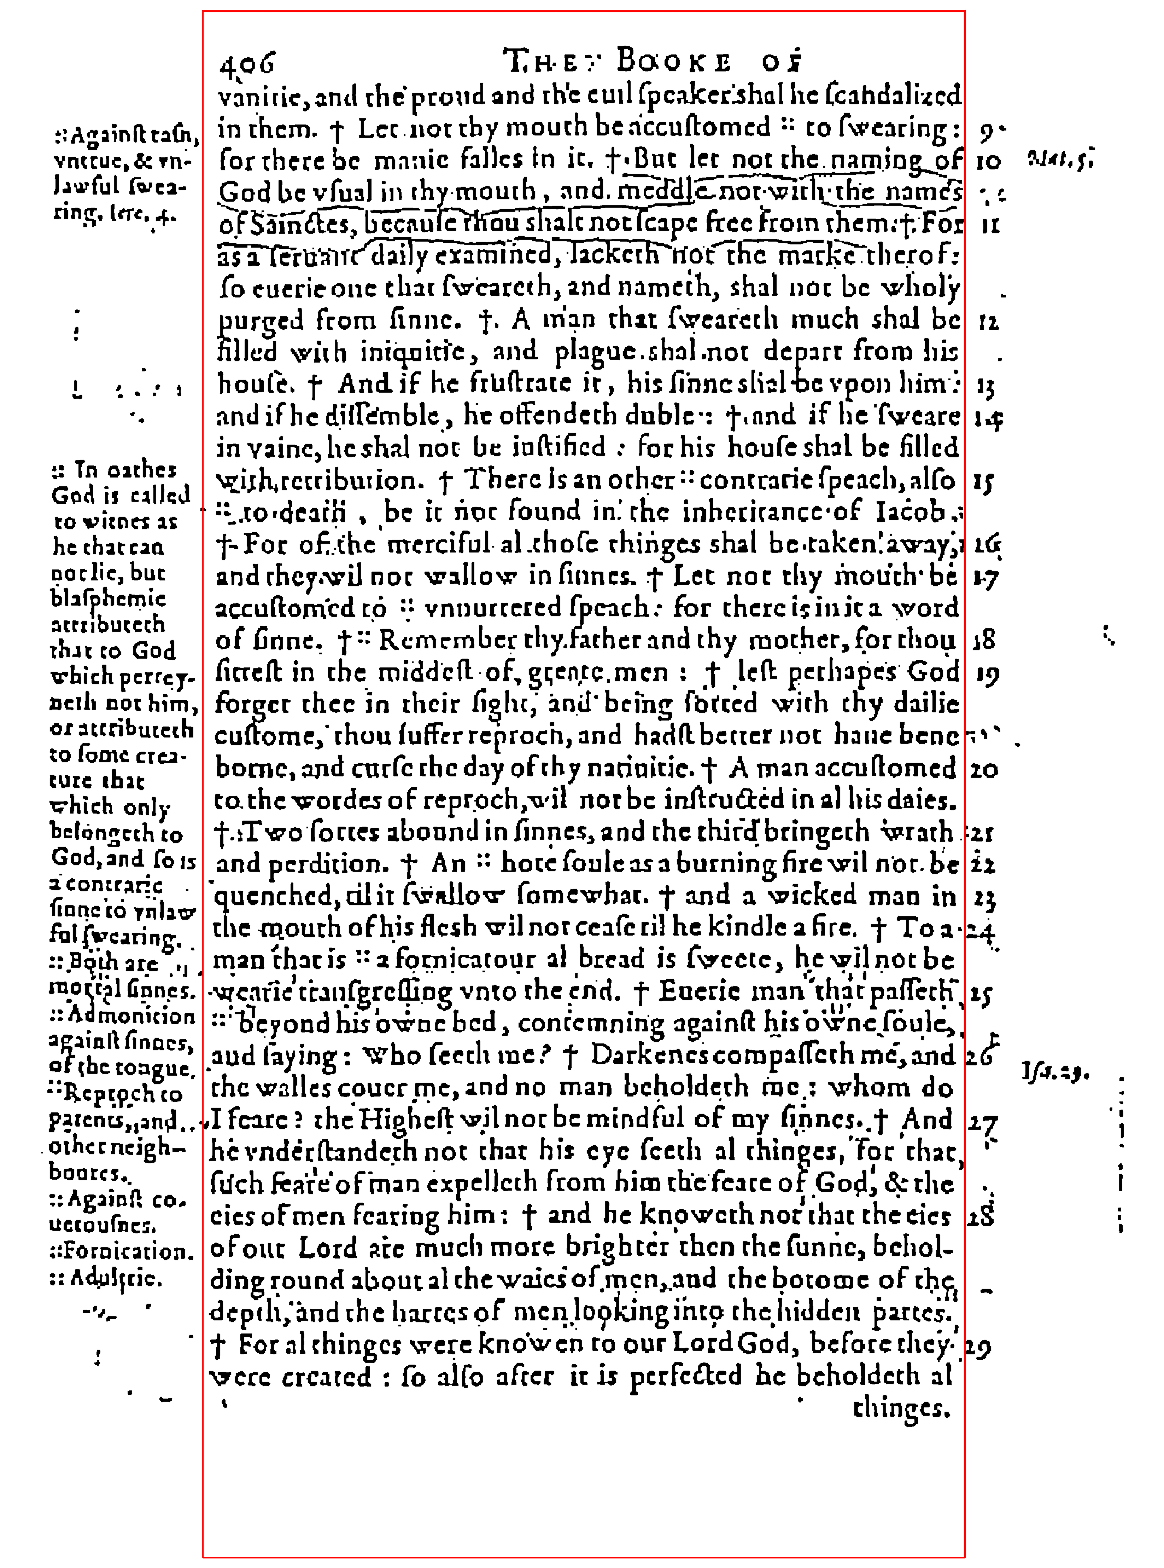 406 THE BOOKE OF
vanitie, and the proud and the euil ſpeaker shal be ſcandalized
in them. † Let not thy mouth be accuſtomed :: to ſwearing: 9
for there be manie falles in it. † But let not the naming of 10
God be vſual in thy mouth, and meddle not with the names
of Sainctes, becauſe thou shalt not ſcape free from them. † For 11
as a ſeruant daily examined, lacketh not the marke therof:
ſo euerie one that ſweareth, and nameth, shal not be wholy
purged from ſinne. †. A man that ſweareth much shal be 12
filled with iniquitie, and plague shal not depart from his
houſe. † And if he fruſtrate it, his ſinne shal be vpon him: 13
and if he diſſemble, he offendeth duble: † and if he ſweare 14
in vaine, he shal not be iuſtified : for his houſe shal be filled
with retribution. † There is an other :: contrarie ſpeach, alſo 15
:: to death , be it not found in the inheritance of Iacob.
† For of the merciful al thoſe thinges shal be taken away, 16
and they wil not wallow in ſinnes. † Let not thy mouth be 17
accuſtomed to :: vnnurtered ſpeach: for there is in it a word
of ſinne. † :: Remember thy father and thy mother, for thou 18
ſitteſt in the middeſt of greate men : † leſt perhapes God 19
forget thee in their ſight, and being ſotted with thy dailie
cuſtome, thou ſuffer reproch, and hadſt better not haue bene
borne, and curſe the day of thy natiuitie. † A man accuſtomed 20
to the wordes of reproch, wil not be inſtructed in al his daies.
†. Two ſortes abound in ſinnes, and the third bringeth wrath 21
and perdition. † An :: hote ſoule as a burning fire wil not be 22
quenched, til it ſwallow ſomewhat. † and a wicked man in 23
the mouth of his flesh wil not ceaſe til he kindle a fire. † To a 24
man that is :: a fornicatour al bread is ſweete, he wil not be
wearie tranſgreſſing vnto the end. † Euerie man that paſſeth 25
:: beyond his owne bed, contemning againſt his owne ſoule,
aud ſaying: Who ſeeth me? † Darkenes compaſſeth me, and 26
the walles couer me, and no man beholdeth me : whom do
I feare? the Higheſt wil not be mindful of my ſinnes. † And 27
he vnderſtandeth not that his eye ſeeth al thinges, for that
ſuch feare of man expelleth from him the feare of God, & the
eies of men fearing him: † and he knoweth not that the eies 28
of our Lord are much more brighter then the ſunne, behol-
ding round about al the waies of men, and the botome of the
depth, and the hartes of men looking into the hidden partes.
† For al thinges were knowen to our Lord God, before they 29
were created : ſo alſo after it is perfected he beholdeth al
thinges.
:: Againſt raſh,
vntrue, & vn-
lawful ſwea-
ring. Iere. 4.
:: In oathes
God is called
to witnes as
he that can
not lie, but
blaſphemie
attributeth
that to God
which pertey-
neth not him,
or attributeth
to ſome crea-
ture that
which only
belongeth to
God, and ſo is
a contrarie
ſinne to vnlaw
ful ſwearing.
:: Both are
mortal ſinnes.
:: Admonition
againſt ſinnes,
of the tongue.
:: Reproch to
parents, and
other neigh-
boores.
:: Againſt co-
uetouſnes.
:: Fornication.
:: Adulterie.
Mat. 5.
Iſa. 29.